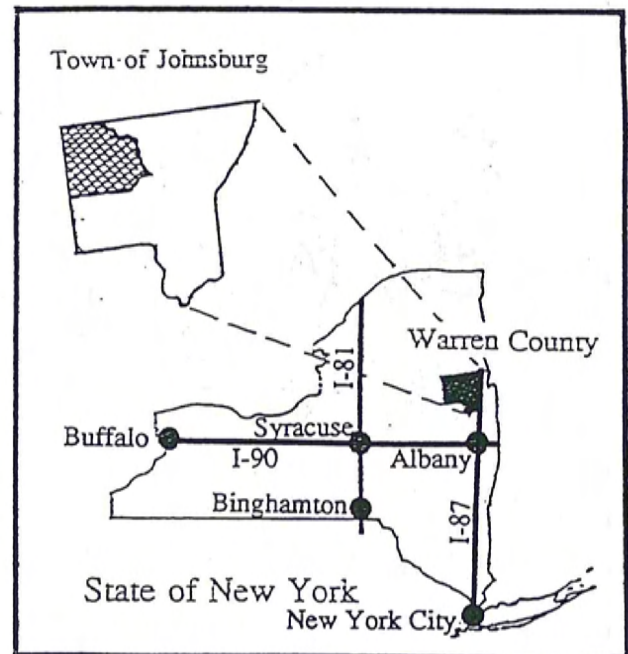 Town of Johnsburg
Warren County
I-81
Buffalo
Syracuse
I-90
Albany
Binghamton
I-87
State of New York
New York City